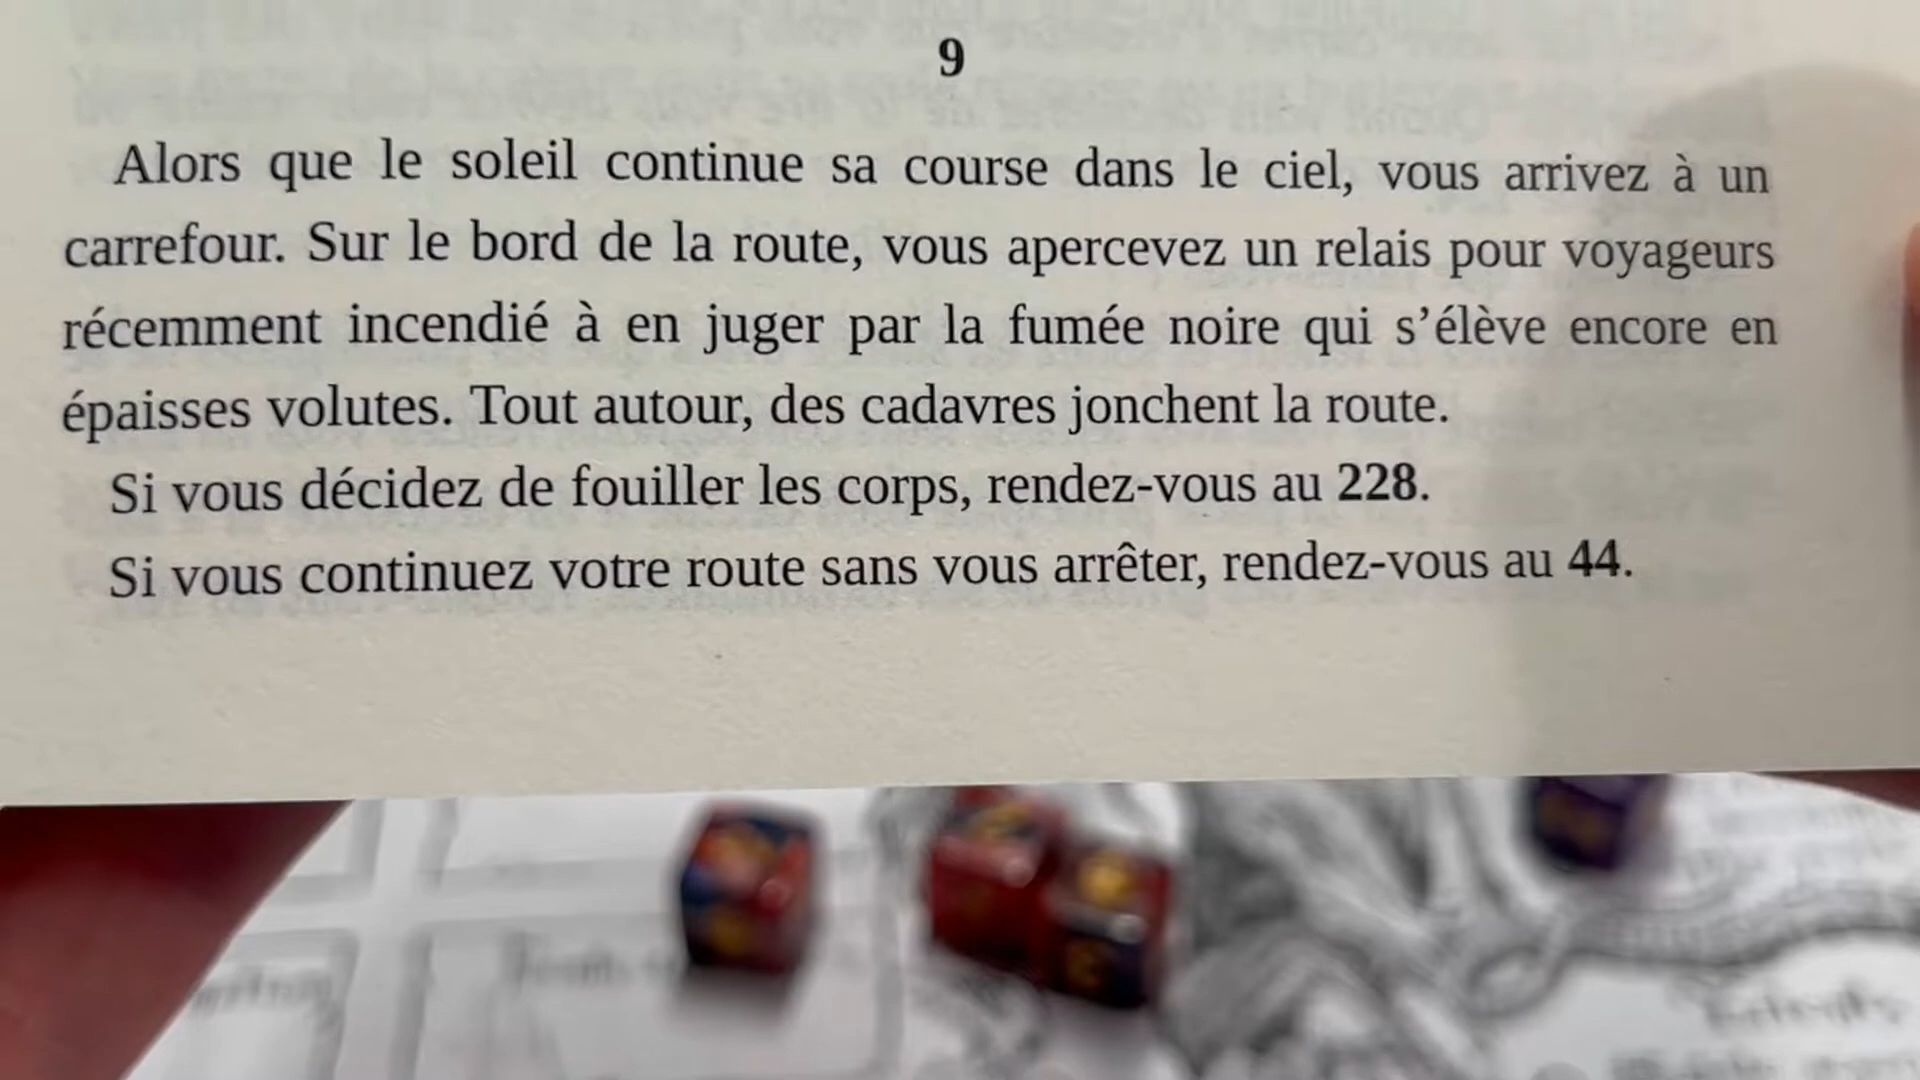 9
Alors que le soleil continue sa course dans le ciel, vous arrivez à un
carrefour. Sur le bord de la route, vous apercevez un relais pour voyageurs
récemment incendié à en juger par la fumée noire qui s’élève encore en
épaisses volutes. Tout autour, des cadavres jonchent la route.
Si vous décidez de fouiller les corps, rendez-vous au 228.
Si vous continuez votre route sans vous arrêter, rendez-vous au 44.